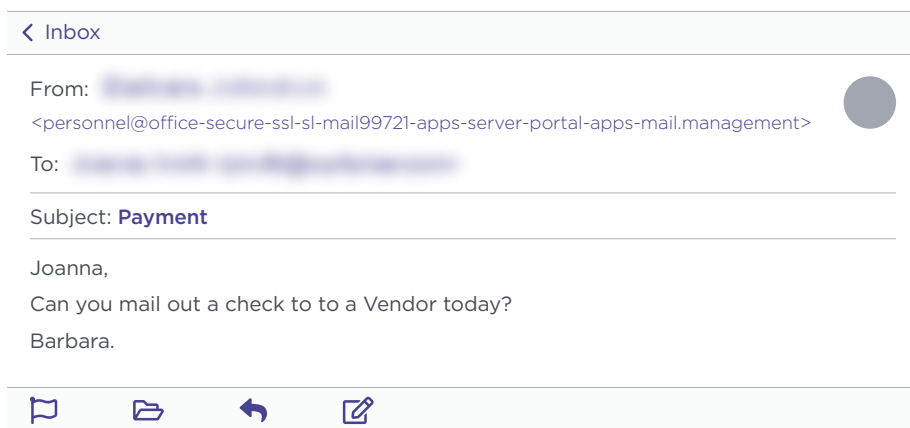 Inbox
From:
<personnel@office-secure-ssl-sl-mail99721-apps-server-portal-apps-mail.management>
To:
Subject: Payment
Joanna,
Can you mail out a check to to a Vendor today?
Barbara.